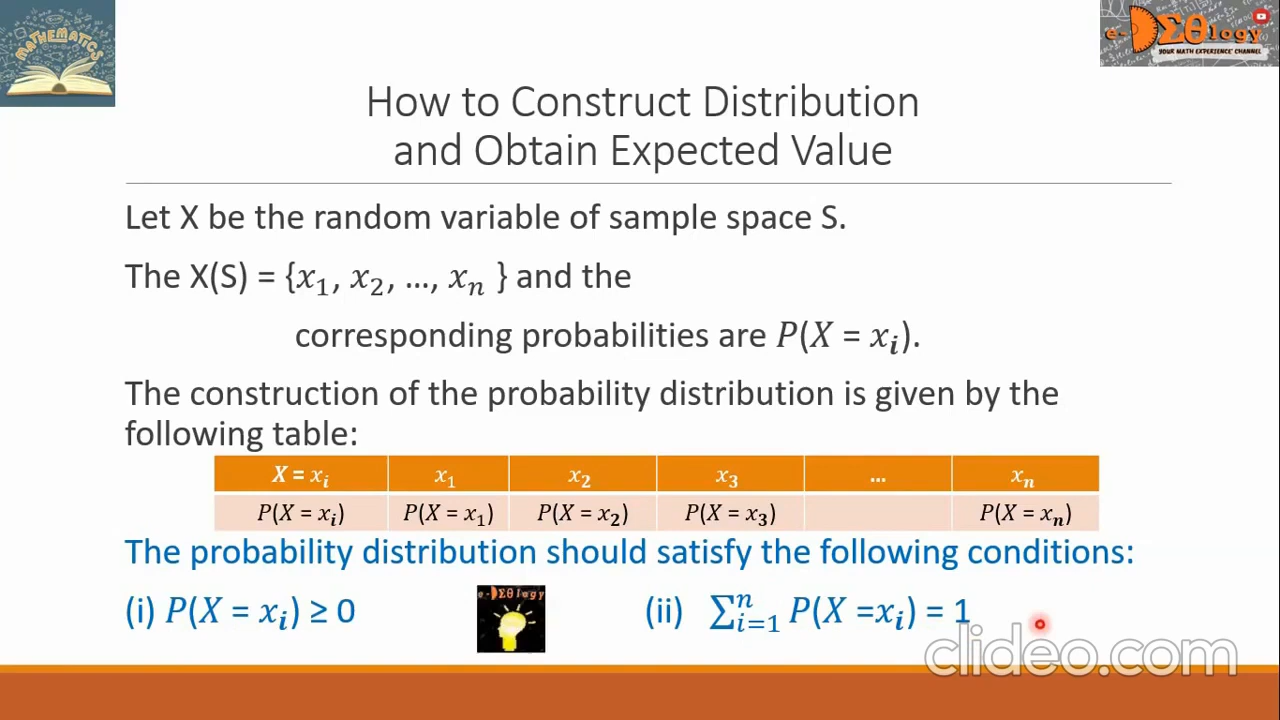 MATHEMATICS
e-DΣθlogy
YOUR MATH EXPERIENCE CHANNEL
How to Construct Distribution
and Obtain Expected Value
Let X be the random variable of sample space S.
The X(S) = {x₁, x₂, …, xₙ } and the
corresponding probabilities are P(X = xᵢ).
The construction of the probability distribution is given by the
following table:
X = xᵢ x₁ x₂ x₃ … xₙ
P(X = xᵢ) P(X = x₁) P(X = x₂) P(X = x₃) P(X = xₙ)
The probability distribution should satisfy the following conditions:
(i) P(X = xᵢ) ≥ 0 (ii) ∑ⁿᵢ₌₁ P(X =xᵢ) = 1
e-DΣθlogy
clideo.com